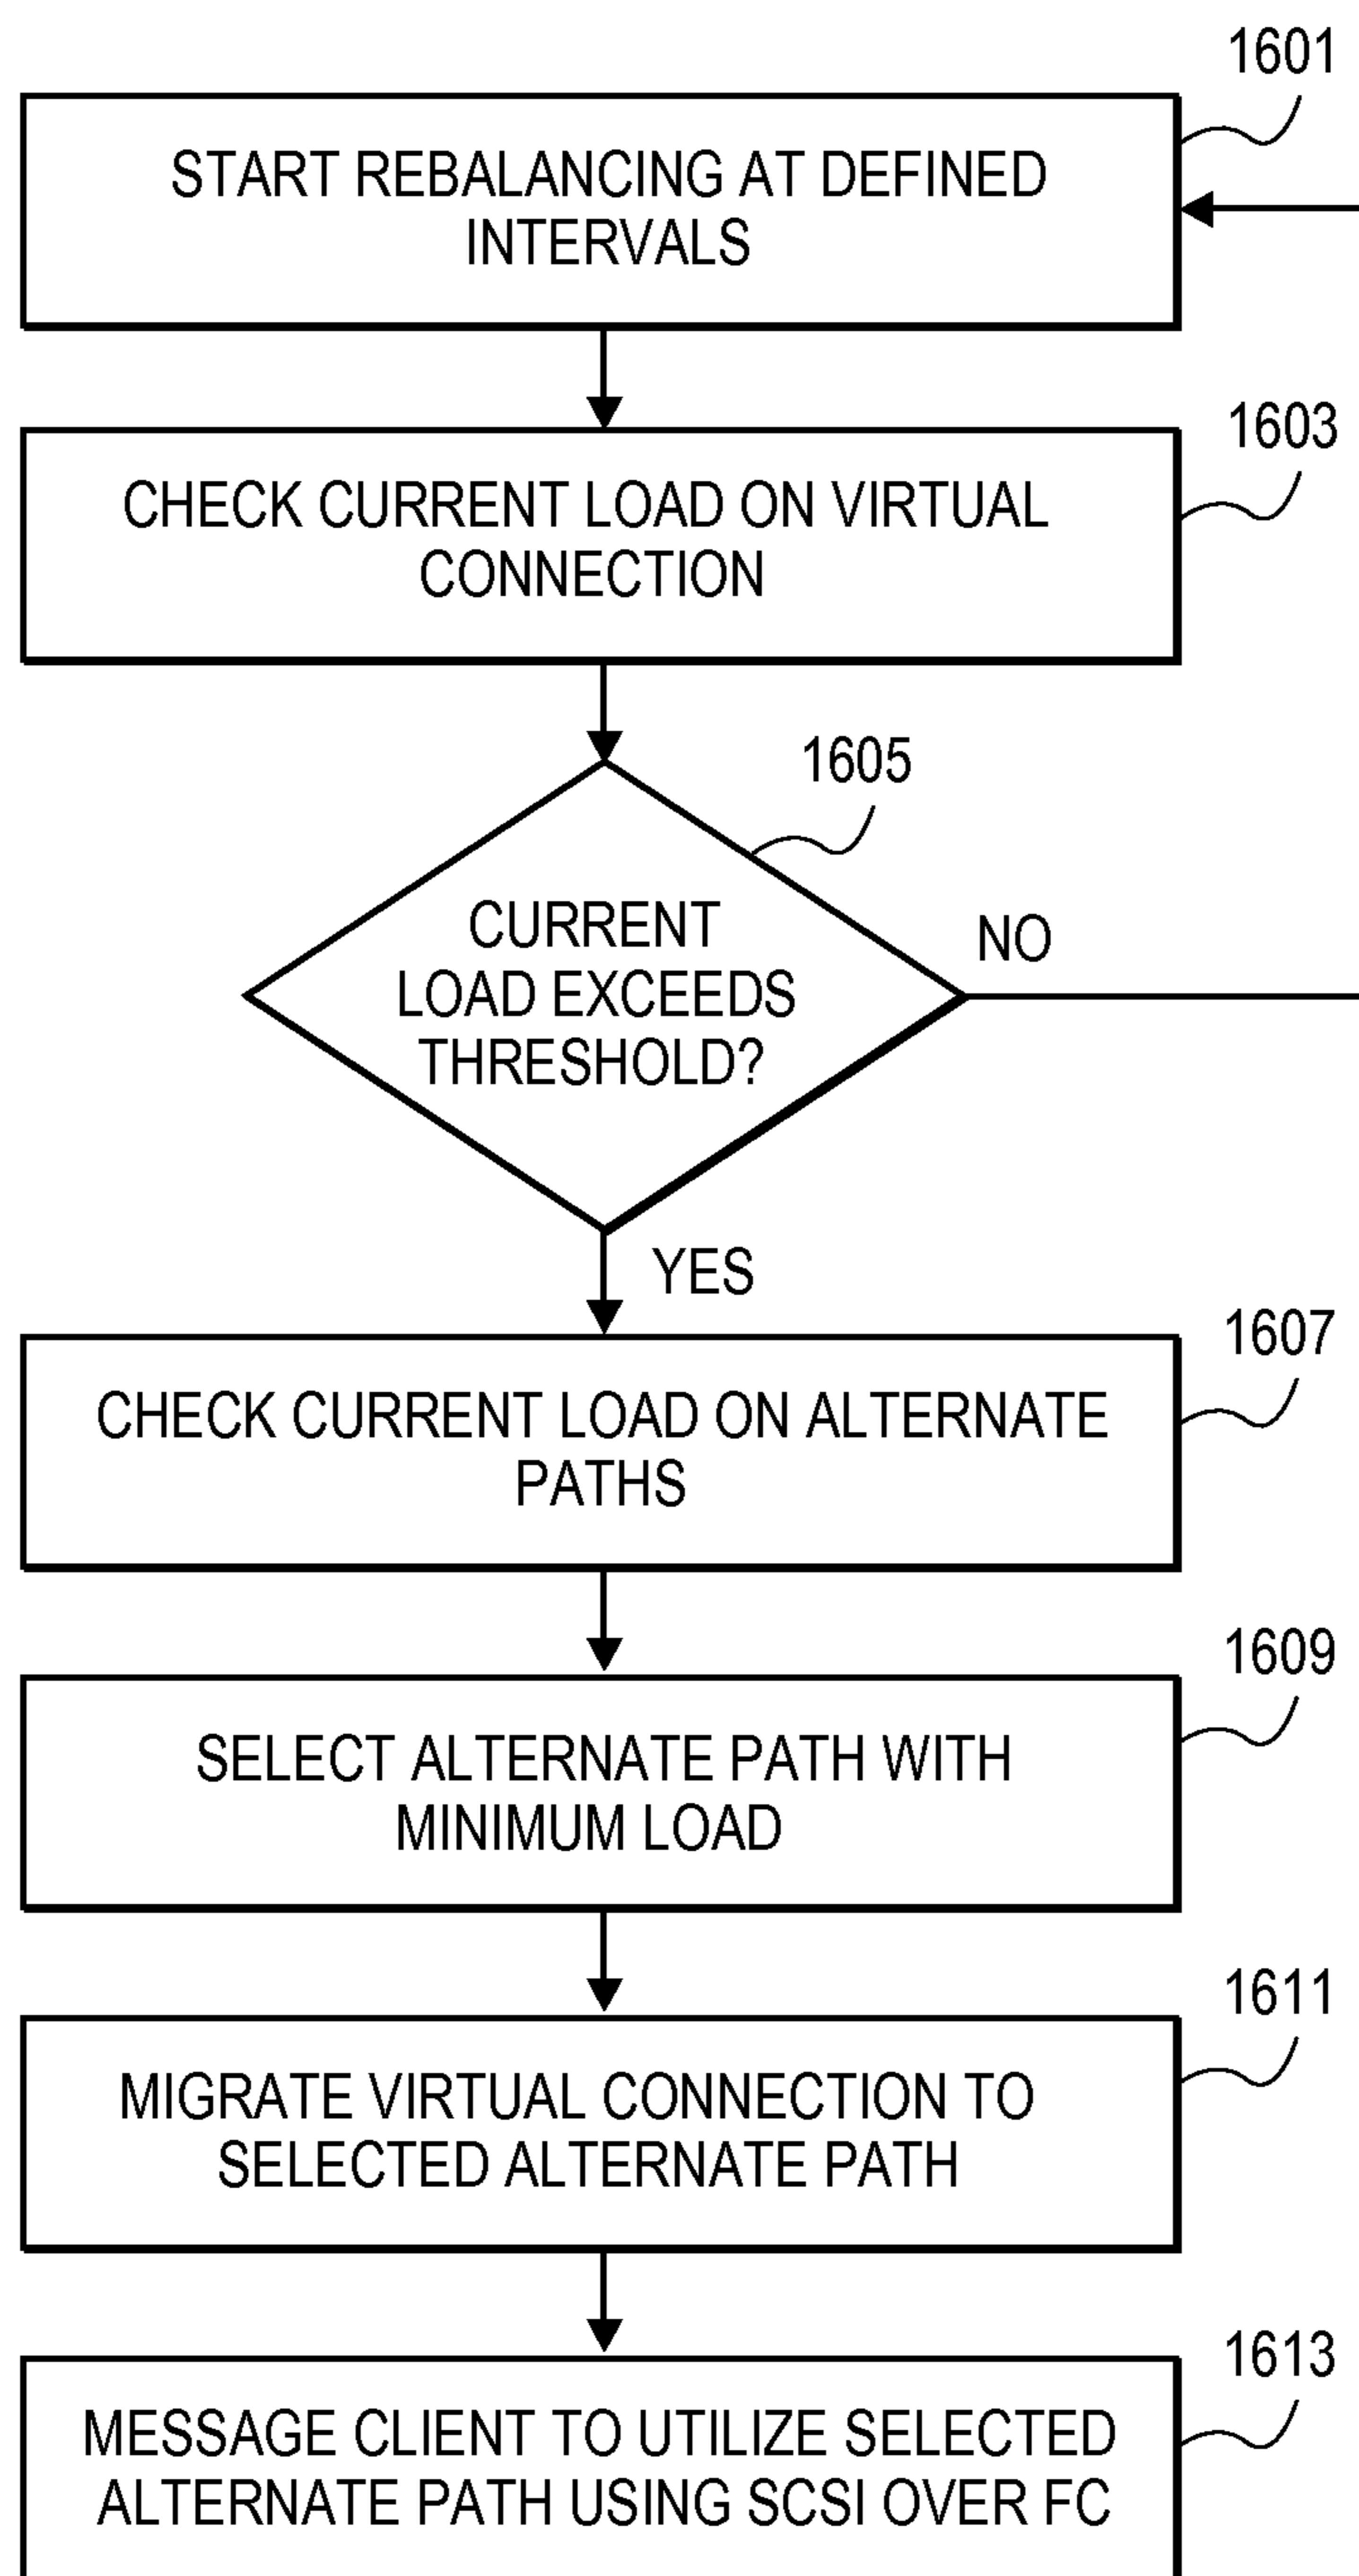 1601
START REBALANCING AT DEFINED
INTERVALS
1603
CHECK CURRENT LOAD ON VIRTUAL
CONNECTION
1605
CURRENT
LOAD EXCEEDS
THRESHOLD?
NO
YES
1607
CHECK CURRENT LOAD ON ALTERNATE
PATHS
1609
SELECT ALTERNATE PATH WITH
MINIMUM LOAD
1611
MIGRATE VIRTUAL CONNECTION TO
SELECTED ALTERNATE PATH
1613
MESSAGE CLIENT TO UTILIZE SELECTED
ALTERNATE PATH USING SCSI OVER FC